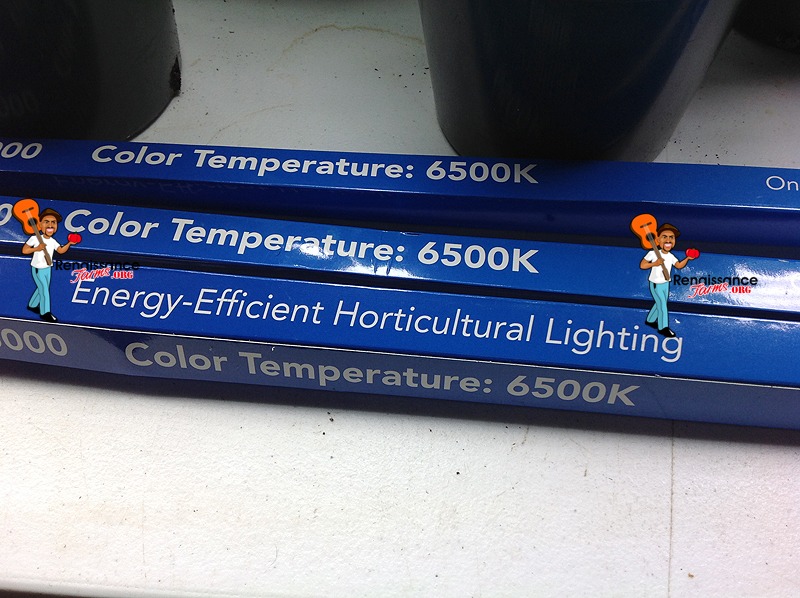 000 Color Temperature: 6500K On
0 Color Temperature: 6500K
Renaissance
Farms.ORG
Renaissance
Farms.ORG
Energy-Efficient Horticultural Lighting
000 Color Temperature: 6500K